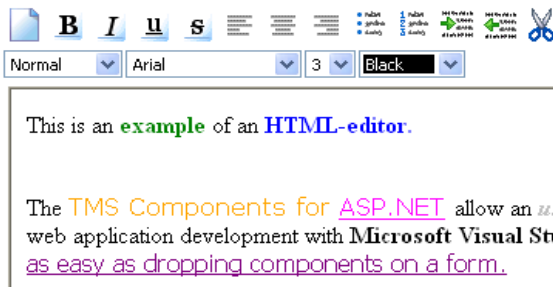 B I u s
Normal Arial 3 Black
This is an example of an HTML-editor.
The TMS Components for ASP.NET allow an
web application development with Microsoft Visual
as easy as dropping components on a form.